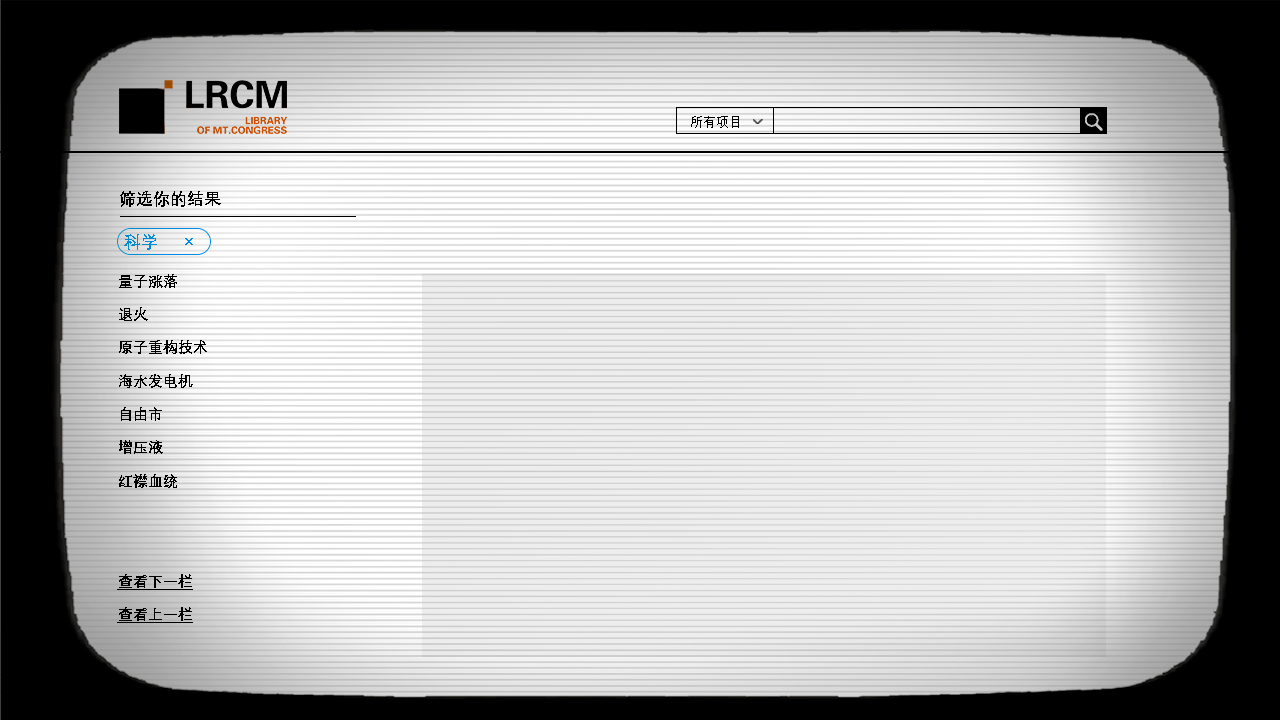 LRCM
LIBRARY
OF MT.CONGRESS
所有项目
筛选你的结果
科学 ×
量子涨落
退火
原子重构技术
海水发电机
自由市
增压液
红襟血统
查看下一栏
查看上一栏